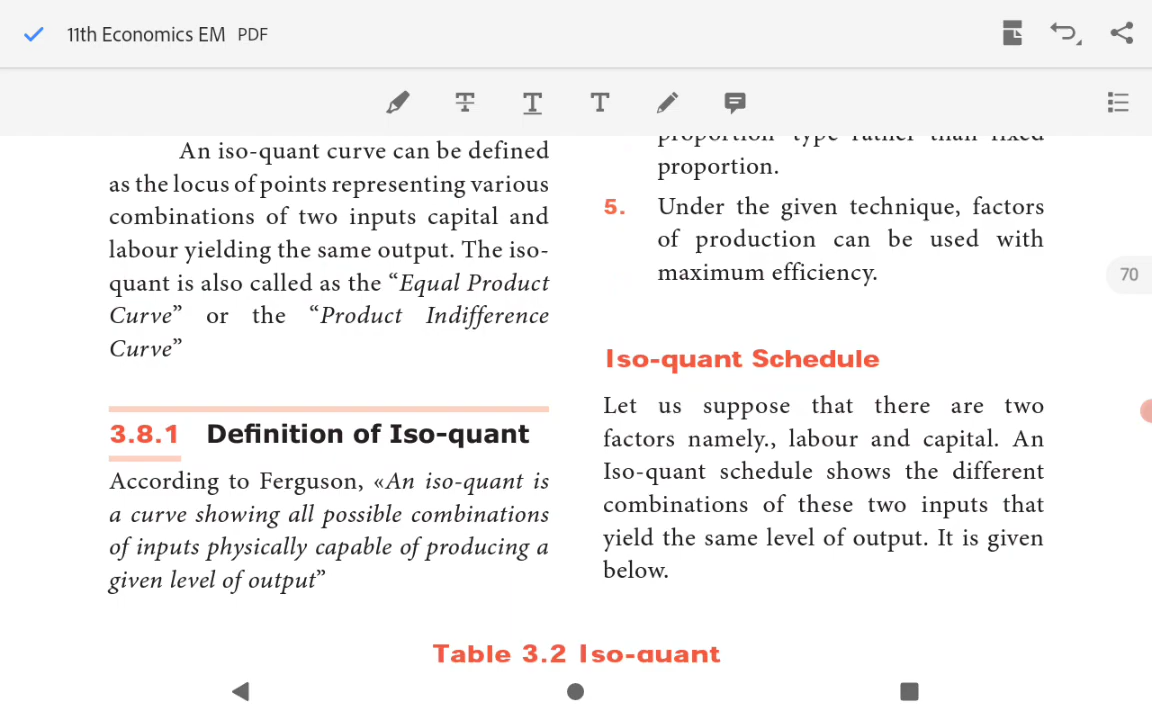 11th Economics EM PDF
An iso-quant curve can be defined
as the locus of points representing various
combinations of two inputs capital and
labour yielding the same output. The iso-
quant is also called as the “Equal Product
Curve” or the “Product Indifference
Curve”
3.8.1 Definition of Iso-quant
According to Ferguson, «An iso-quant is
a curve showing all possible combinations
of inputs physically capable of producing a
given level of output”
proportion type rather than fixed
proportion.
5. Under the given technique, factors
of production can be used with
maximum efficiency.
70
Iso-quant Schedule
Let us suppose that there are two
factors namely., labour and capital. An
Iso-quant schedule shows the different
combinations of these two inputs that
yield the same level of output. It is given
below.
Table 3.2 Iso-quant